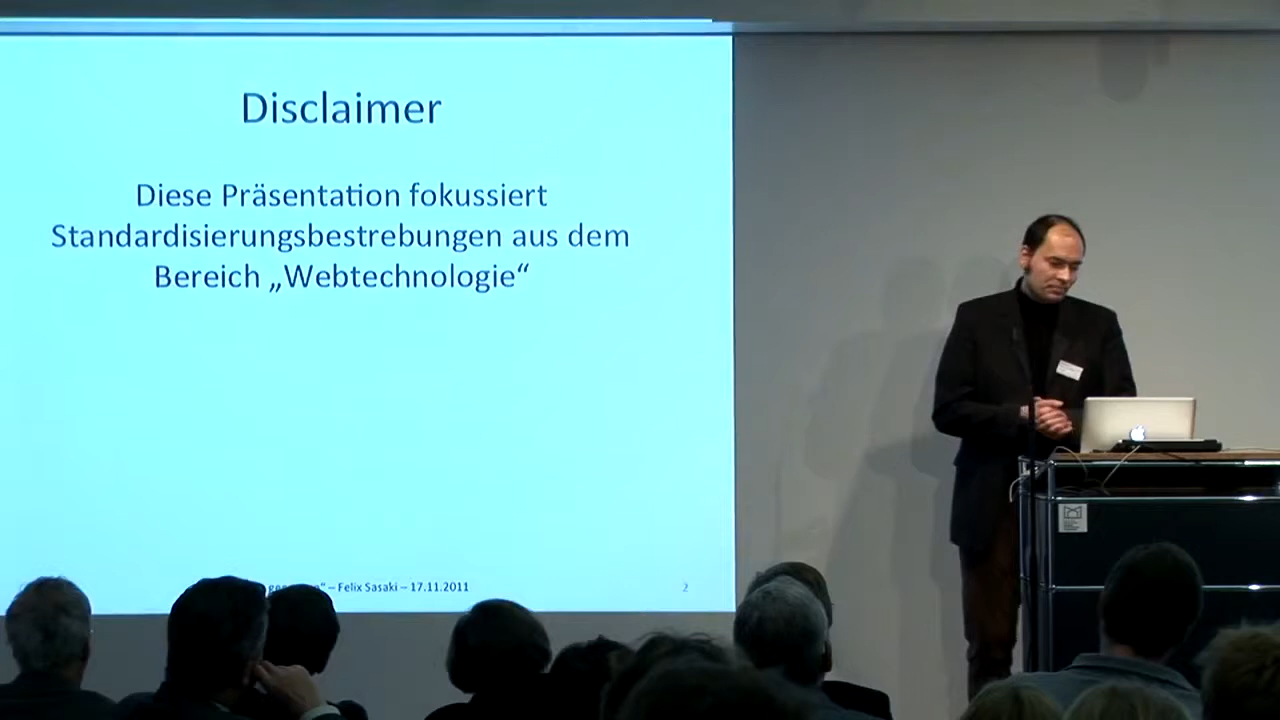 Disclaimer
Diese Präsentation fokussiert
Standardisierungsbestrebungen aus dem
Bereich „Webtechnologie“
– Felix Sasaki – 17.11.2011
2